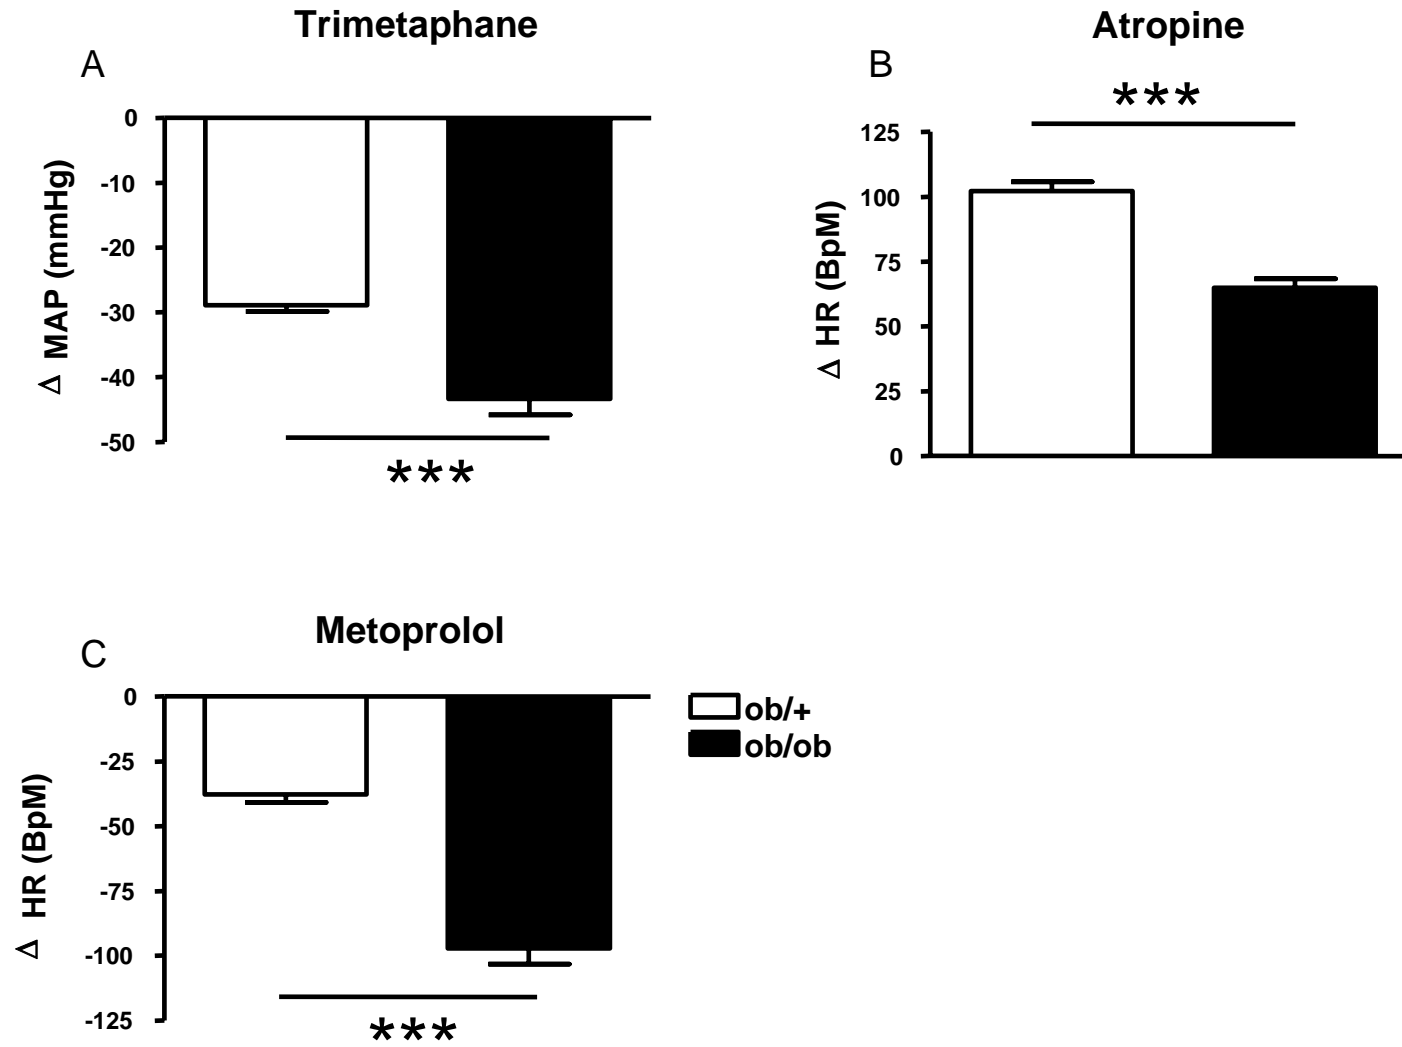 Trimetaphane
A
0
-10
-20
-30
-40
-50
Δ MAP (mmHg)
***
Atropine
B
***
125
100
75
50
25
0
Δ HR (BpM)
Metoprolol
C
0
-25
-50
-75
-100
-125
Δ HR (BpM)
***
ob/+
ob/ob